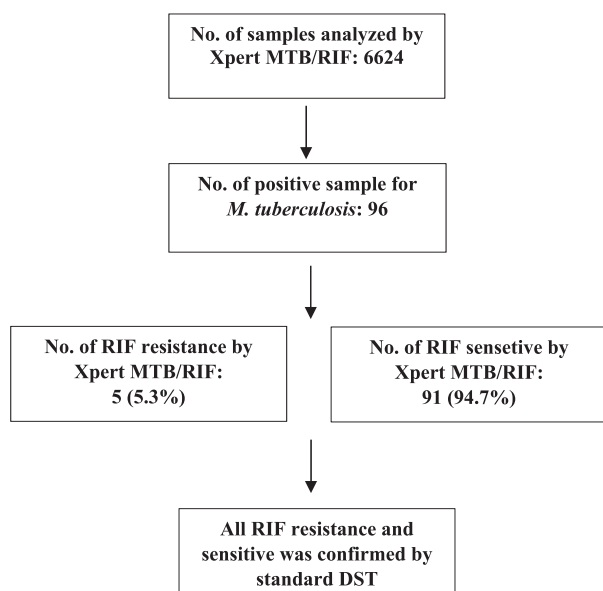 No. of samples analyzed by
Xpert MTB/RIF: 6624
No. of positive sample for
M. tuberculosis: 96
No. of RIF resistance by
Xpert MTB/RIF:
5 (5.3%)
No. of RIF sensetive by
Xpert MTB/RIF:
91 (94.7%)
All RIF resistance and
sensitive was confirmed by
standard DST